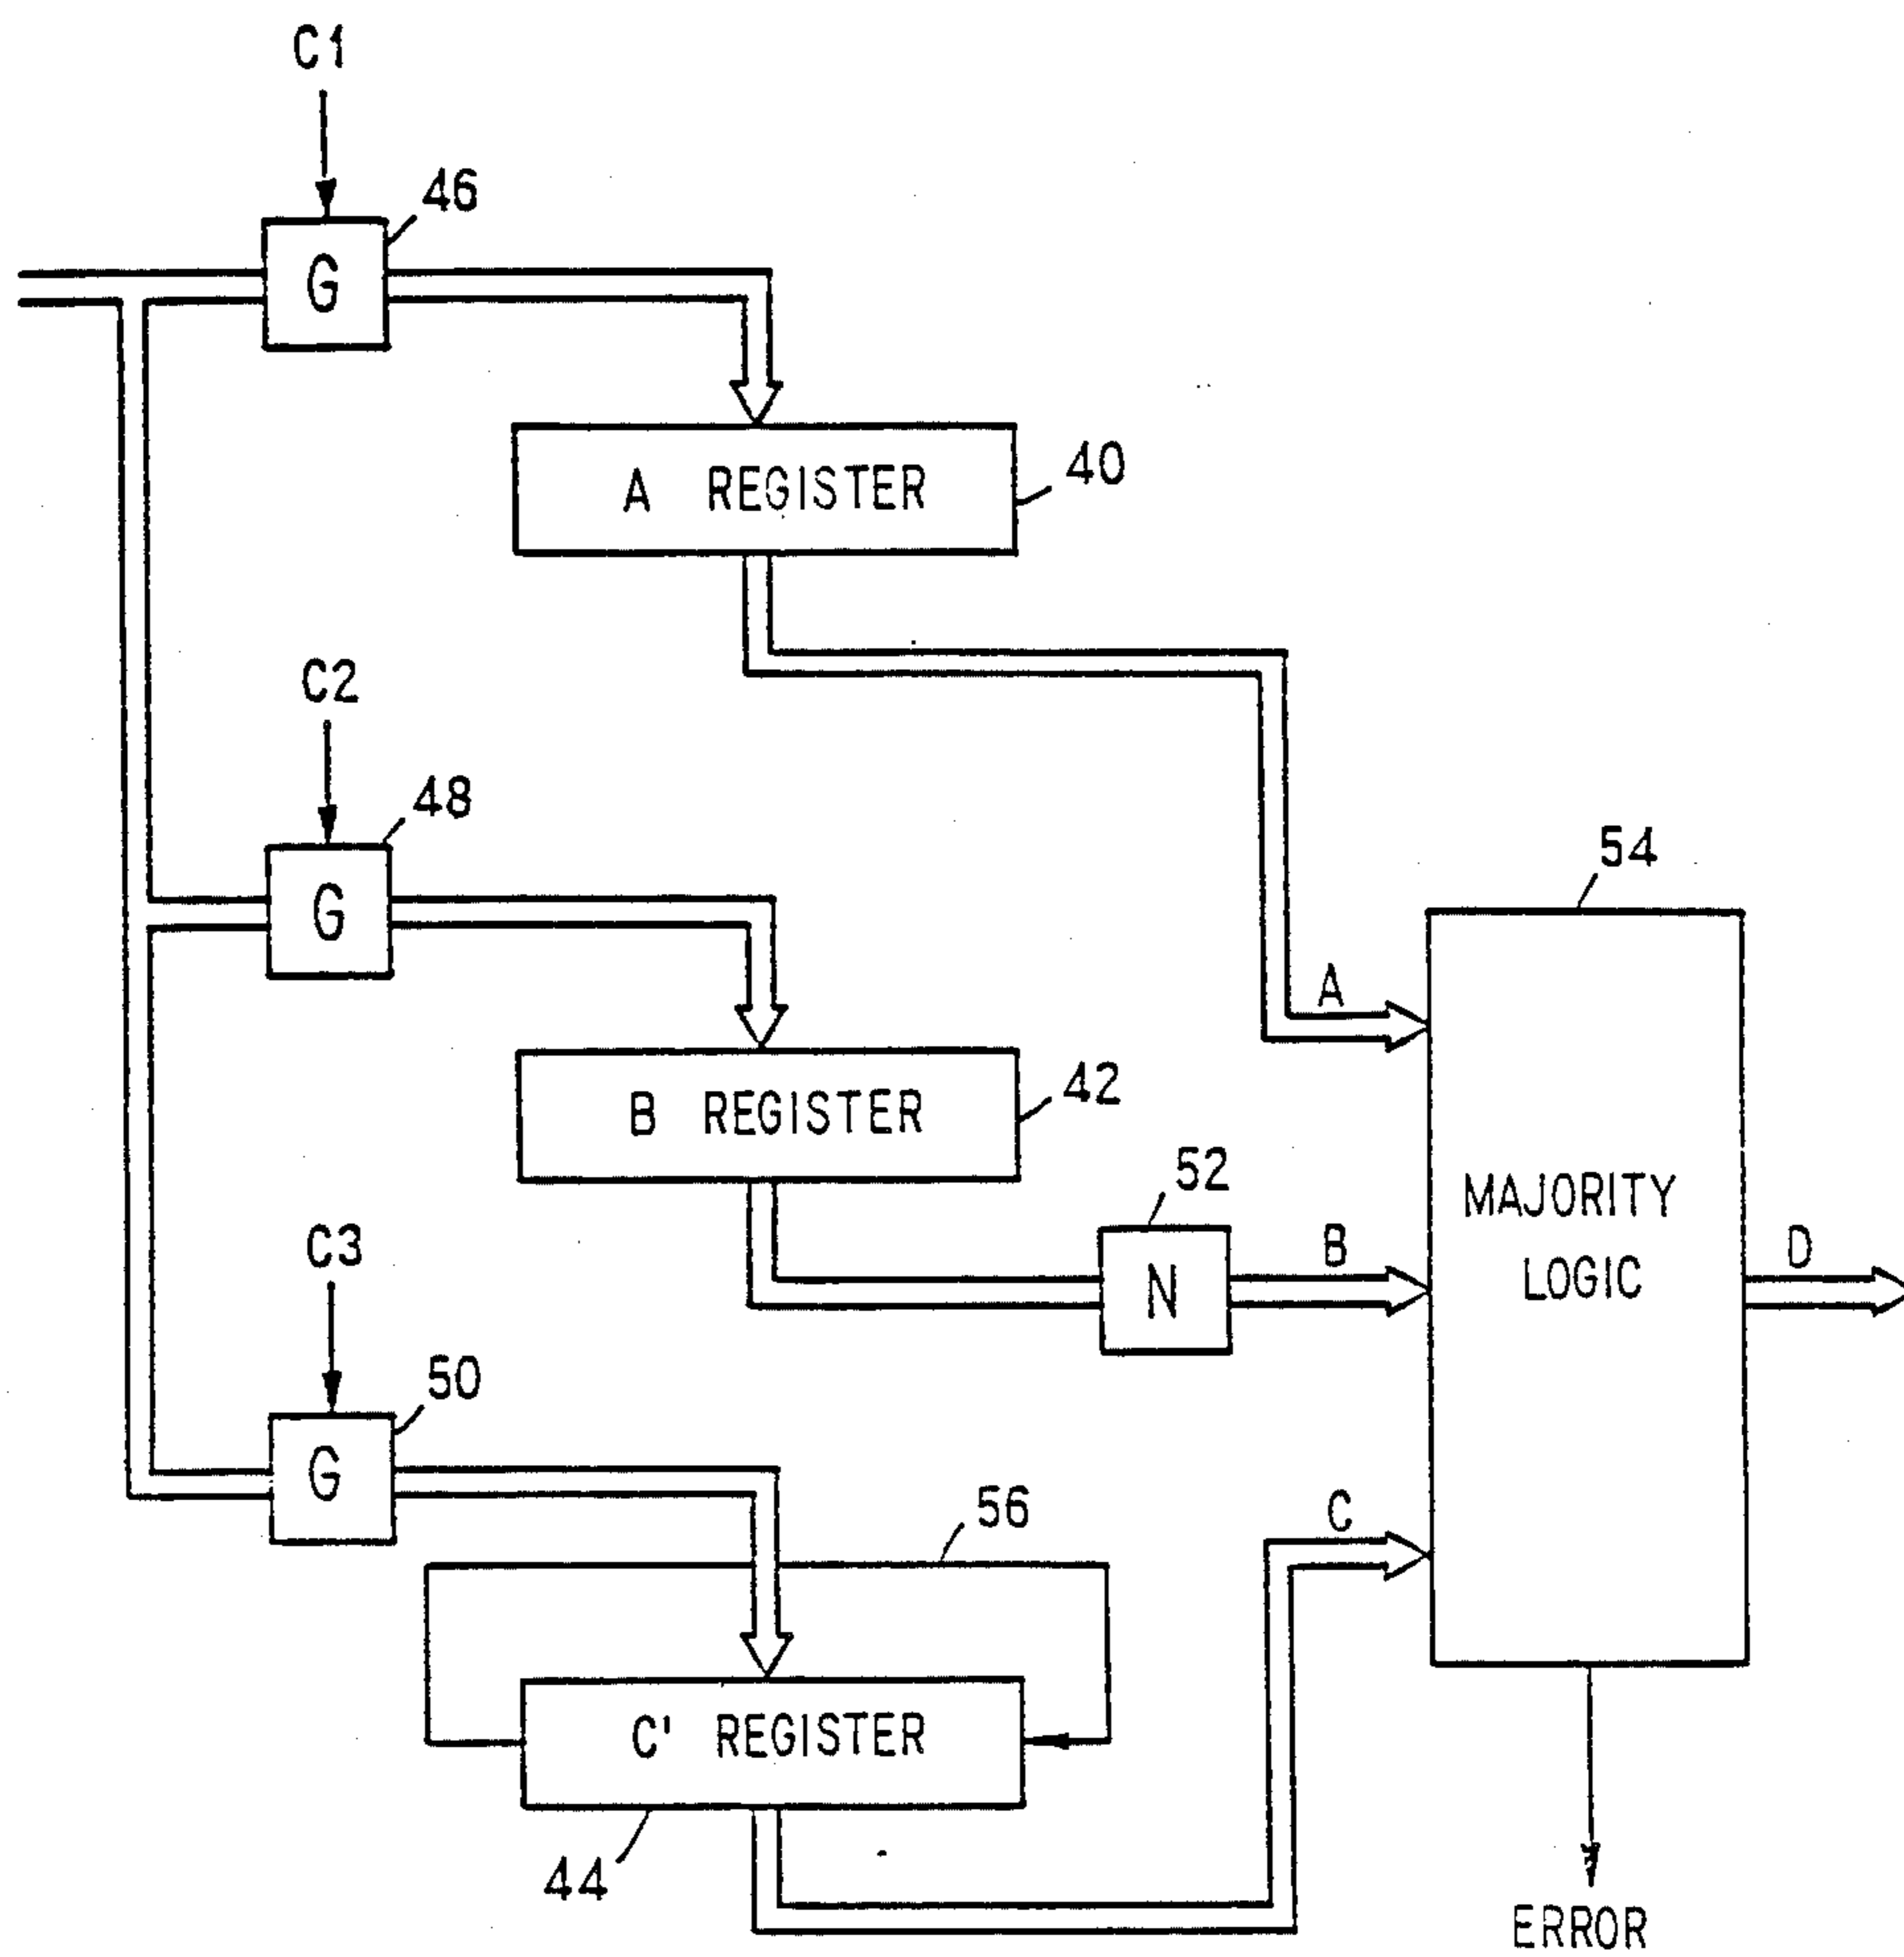 C1
46
G
A REGISTER
40
C2
48
G
54
A
B REGISTER
42
52
N
B
MAJORITY
LOGIC
D
C3
50
G
56
C
C' REGISTER
44
ERROR